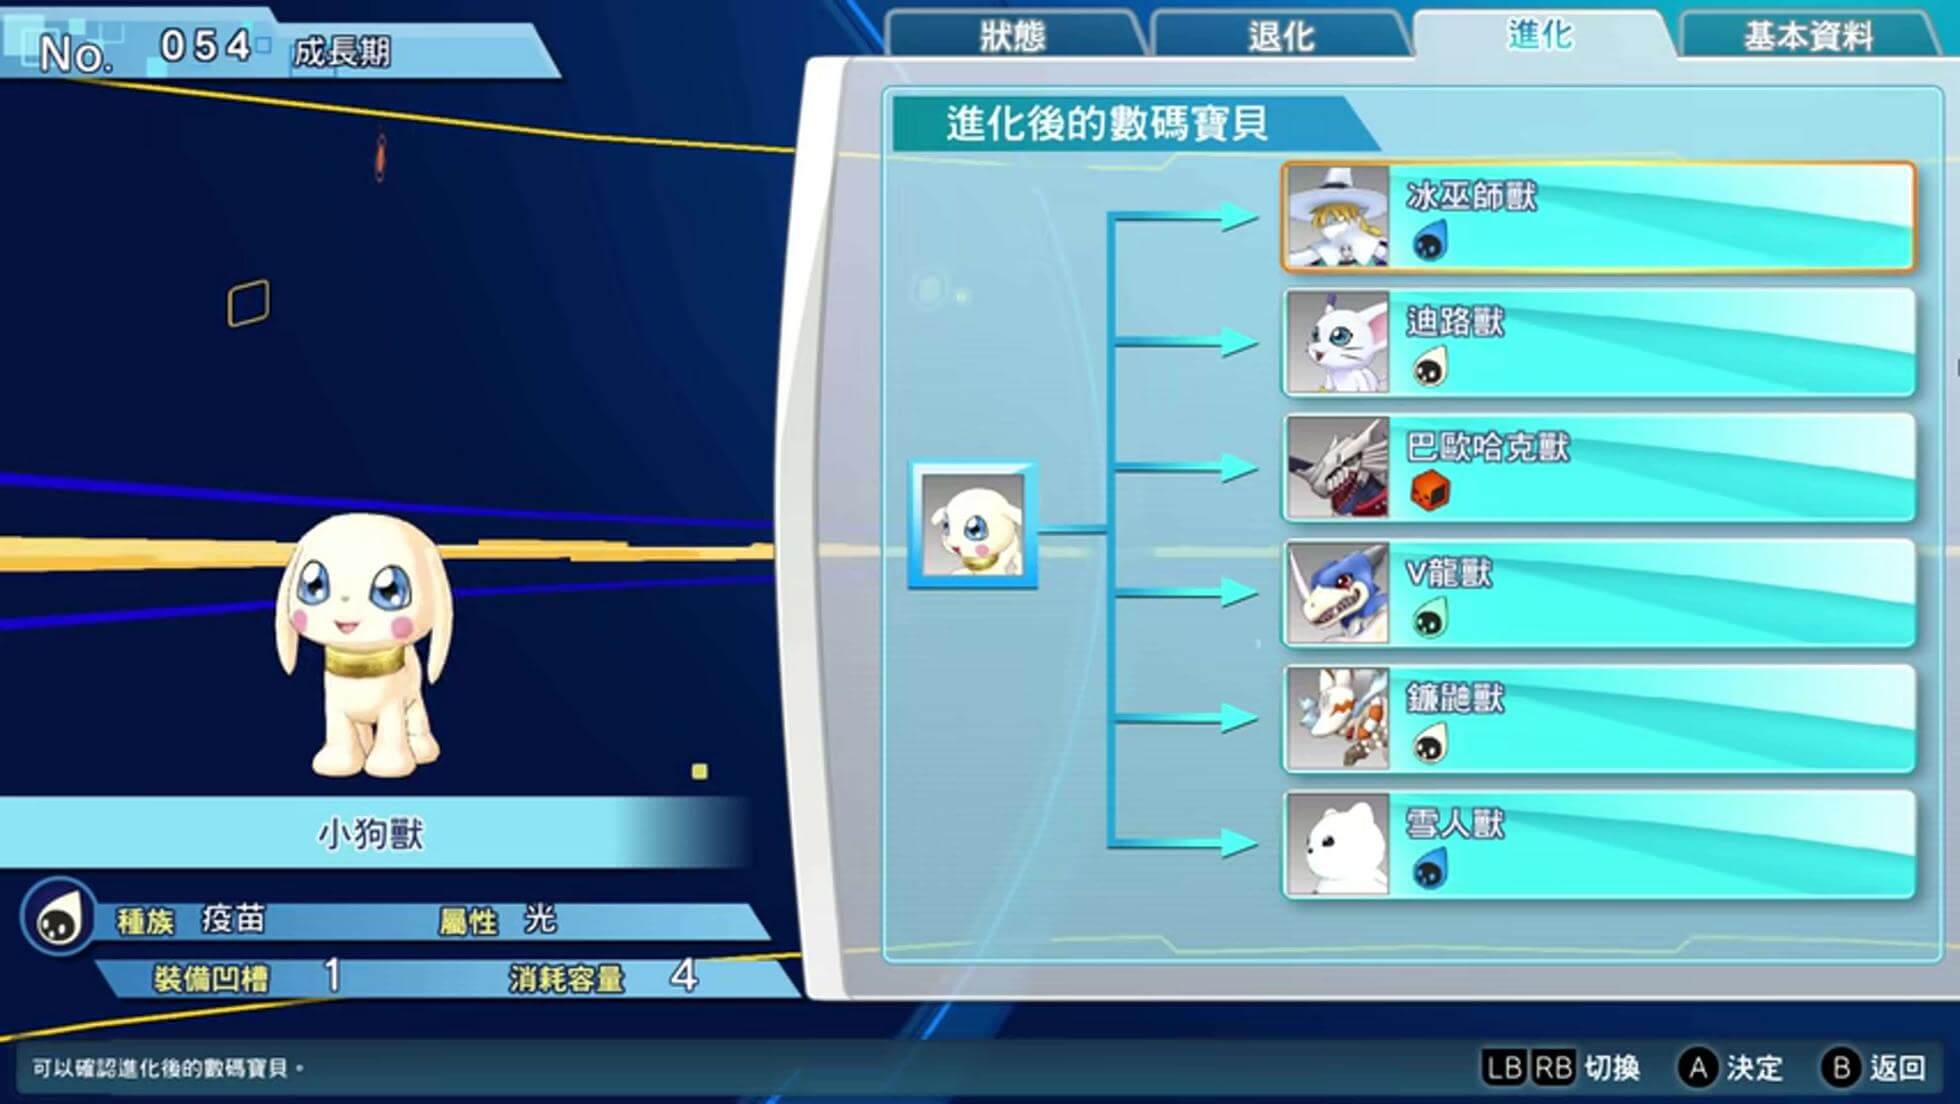 No. 054 成長期
狀態 退化 進化 基本資料
進化後的數碼寶貝
冰巫師獸
迪路獸
巴歐哈克獸
V龍獸
鐮鼬獸
雪人獸
小狗獸
種族 疫苗 屬性 光
裝備凹槽 1 消耗容量 4
可以確認進化後的數碼寶貝。
LB RB 切換 A 決定 B 返回